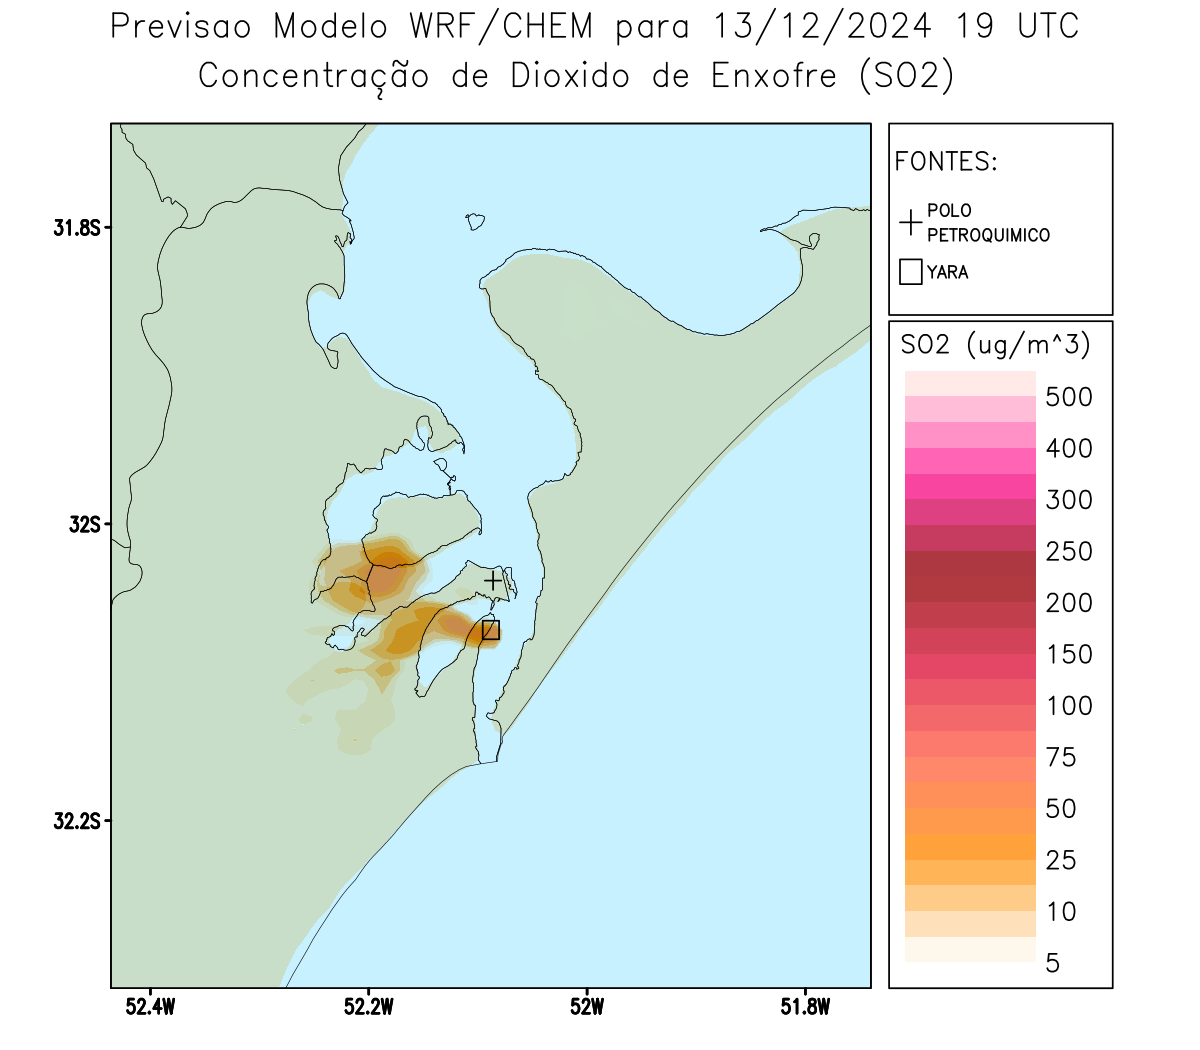 Previsao Modelo WRF/CHEM para 13/12/2024 19 UTC
Concentração de Dioxido de Enxofre (SO2)
FONTES:
POLO
PETROQUIMICO
YARA
31.8S
32S
32.2S
52.4W
52.2W
52W
51.8W
SO2 (ug/m^3)
500
400
300
250
200
150
100
75
50
25
10
5